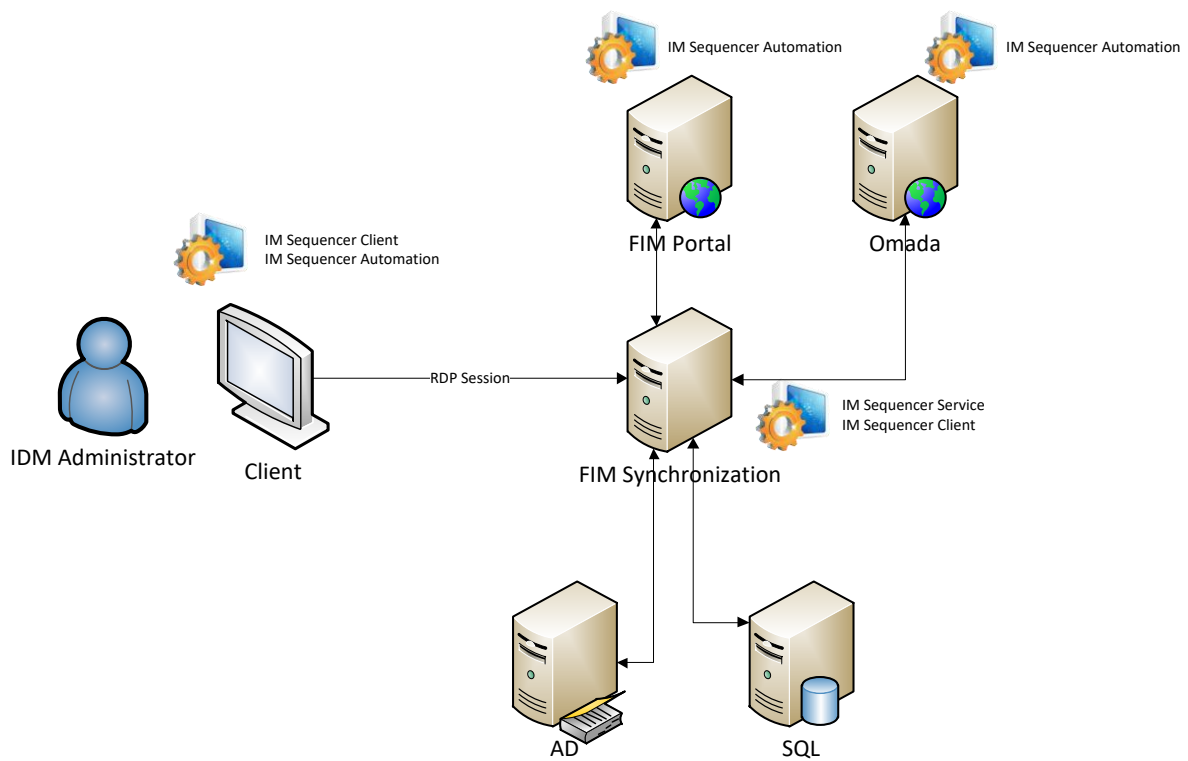 IM Sequencer Automation
IM Sequencer Automation
FIM Portal
Omada
IM Sequencer Client
IM Sequencer Automation
RDP Session
IM Sequencer Service
IM Sequencer Client
IDM Administrator
Client
FIM Synchronization
AD
SQL